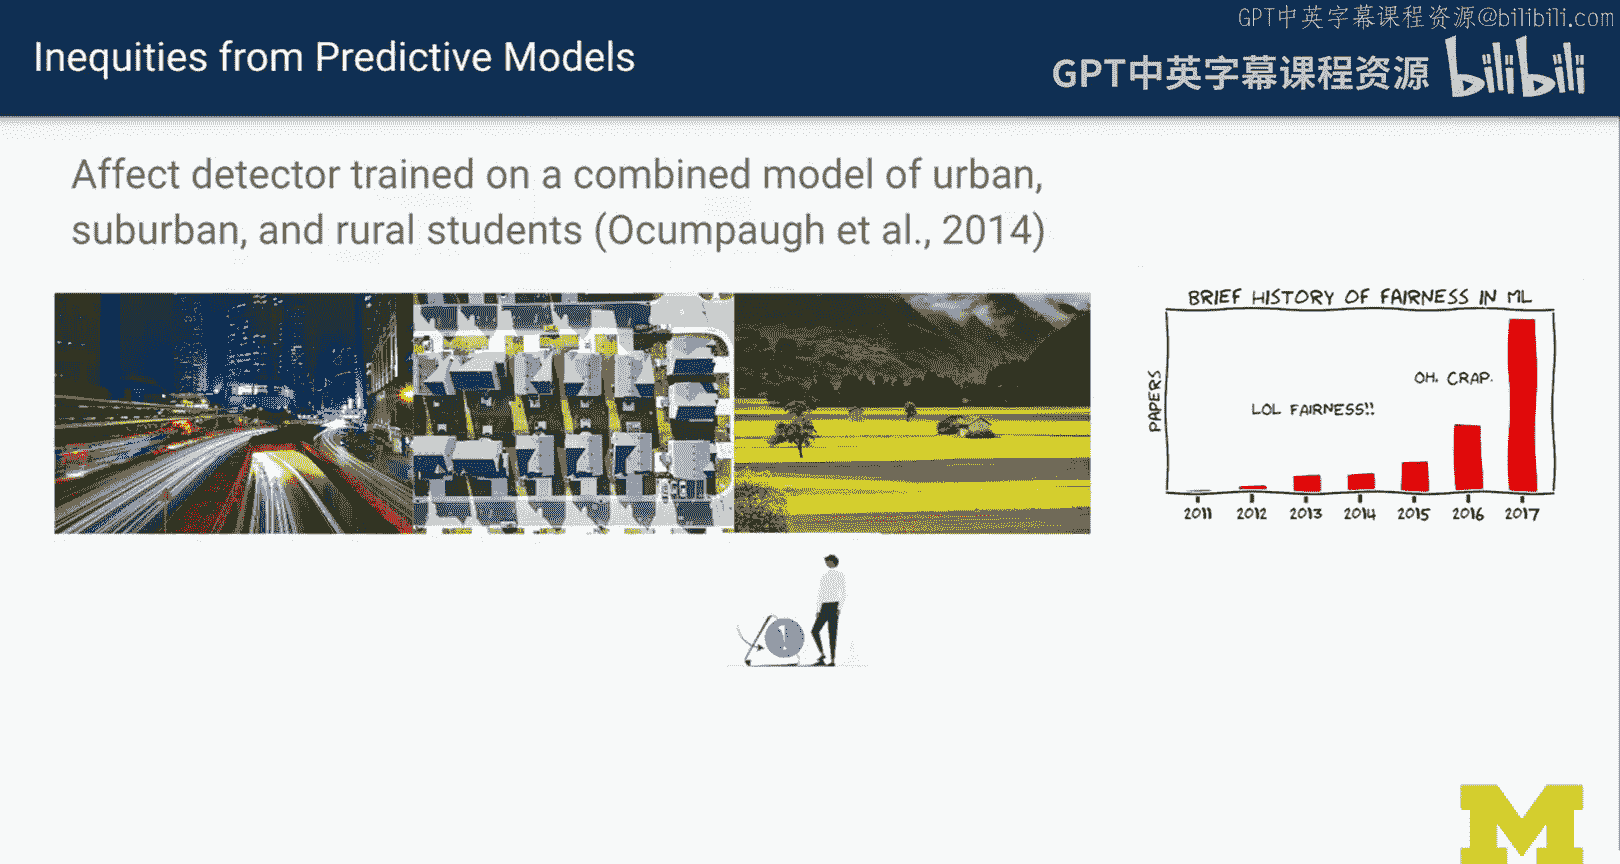 GPT中英字幕课程资源@bilibili.com
Inequities from Predictive Models
GPT中英字幕课程资源 bilibili
Affect detector trained on a combined model of urban,
suburban, and rural students (Ocumpaugh et al., 2014)
BRIEF HISTORY OF FAIRNESS IN ML
PAPERS
OH, CRAP.
LOL FAIRNESS!!
2011 2012 2013 2014 2015 2016 2017
!
M